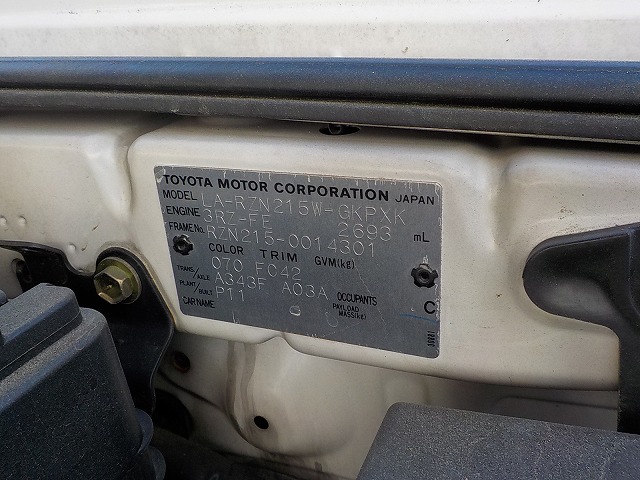 TOYOTA MOTOR CORPORATION JAPAN
MODEL LA-RZN215W-GKPXK
ENGINE 3RZ-FE 2693 mL
FRAME No. RZN215-0014301
COLOR TRIM GVM(kg)
070 FC42
TRANS./AXLE A343F A03A OCCUPANTS
PLANT/BUILT P11 PAYLOAD MASS(kg) C
CAR NAME